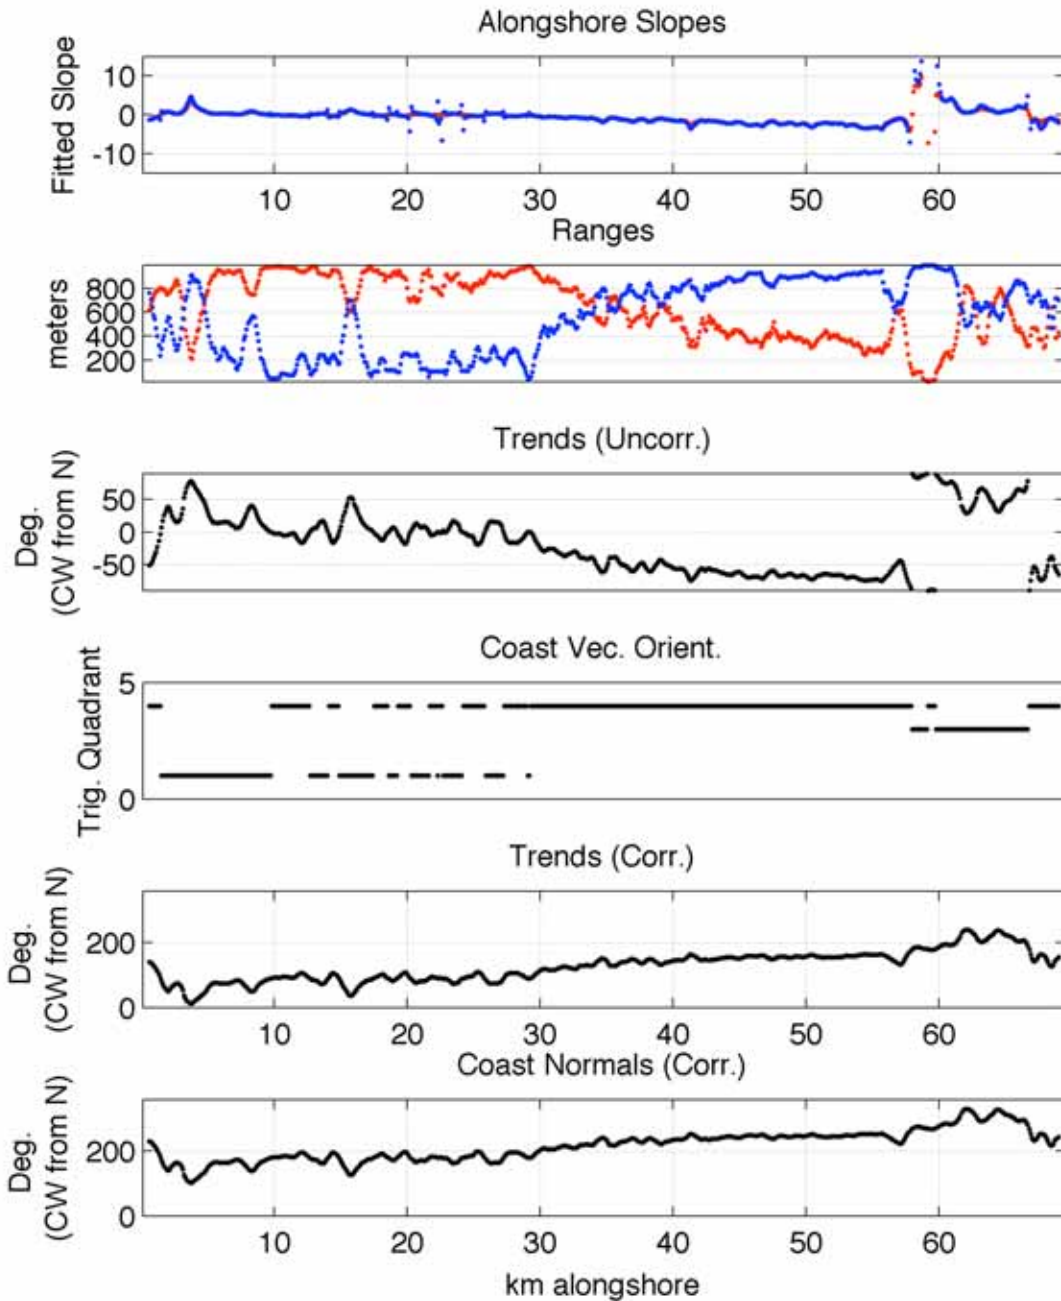 Alongshore Slopes
Fitted Slope
10
0
-10
10 20 30 40 50 60
Ranges
meters
800
600
400
200
Trends (Uncorr.)
Deg.
(CW from N)
50
0
-50
Coast Vec. Orient.
Trig. Quadrant
5
0
Trends (Corr.)
Deg.
(CW from N)
200
0
10 20 30 40 50 60
Coast Normals (Corr.)
Deg.
(CW from N)
200
0
10 20 30 40 50 60
km alongshore